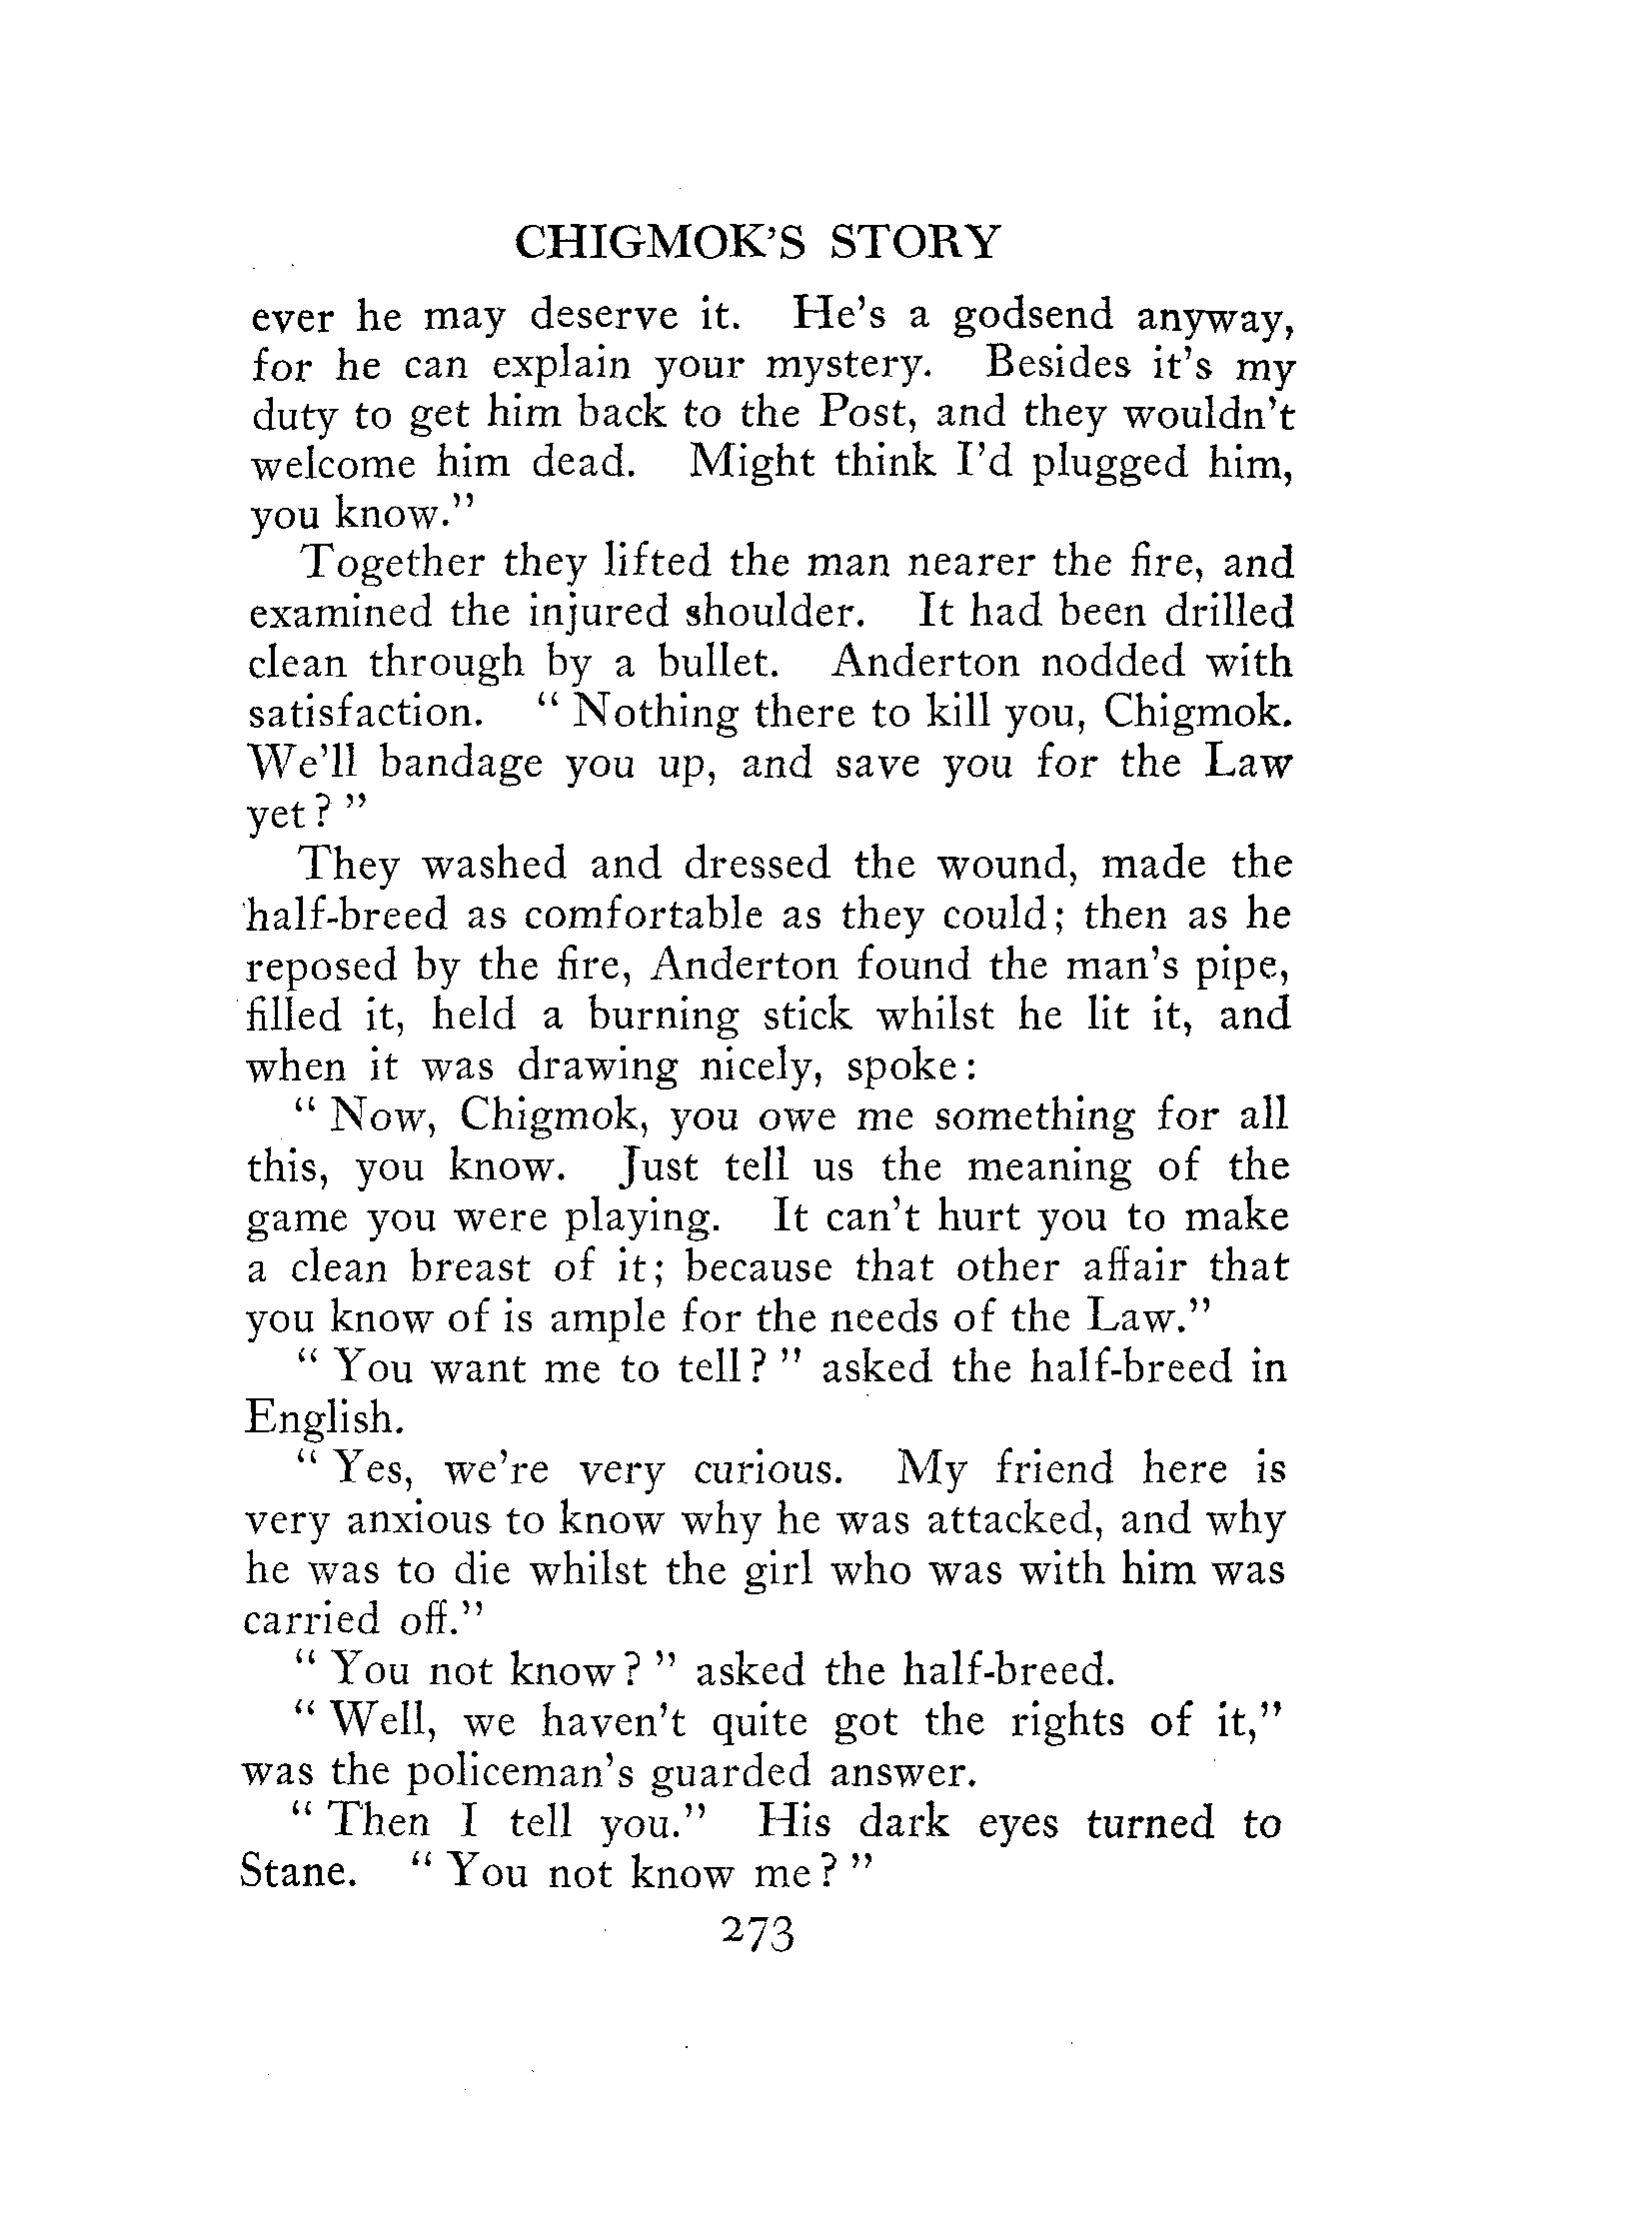 CHIGMOK'S STORY
ever he may deserve it. He's a godsend anyway,
for he can explain your mystery. Besides it's my
duty to get him back to the Post, and they wouldn't
welcome him dead. Might think I'd plugged him,
you know."
Together they lifted the man nearer the fire, and
examined the injured shoulder. It had been drilled
clean through by a bullet. Anderton nodded with
satisfaction. "Nothing there to kill you, Chigmok.
We'll bandage you up, and save you for the Law
yet?"
They washed and dressed the wound, made the
half-breed as comfortable as they could; then as he
reposed by the fire, Anderton found the man's pipe,
filled it, held a burning stick whilst he lit it, and
when it was drawing nicely, spoke:
"Now, Chigmok, you owe me something for all
this, you know. Just tell us the meaning of the
game you were playing. It can't hurt you to make
a clean breast of it; because that other affair that
you know of is ample for the needs of the Law."
"You want me to tell?" asked the half-breed in
English.
"Yes, we're very curious. My friend here is
very anxious to know why he was attacked, and why
he was to die whilst the girl who was with him was
carried off."
"You not know?" asked the half-breed.
"Well, we haven't quite got the rights of it,"
was the policeman's guarded answer.
"Then I tell you." His dark eyes turned to
Stane. "You not know me?"
273